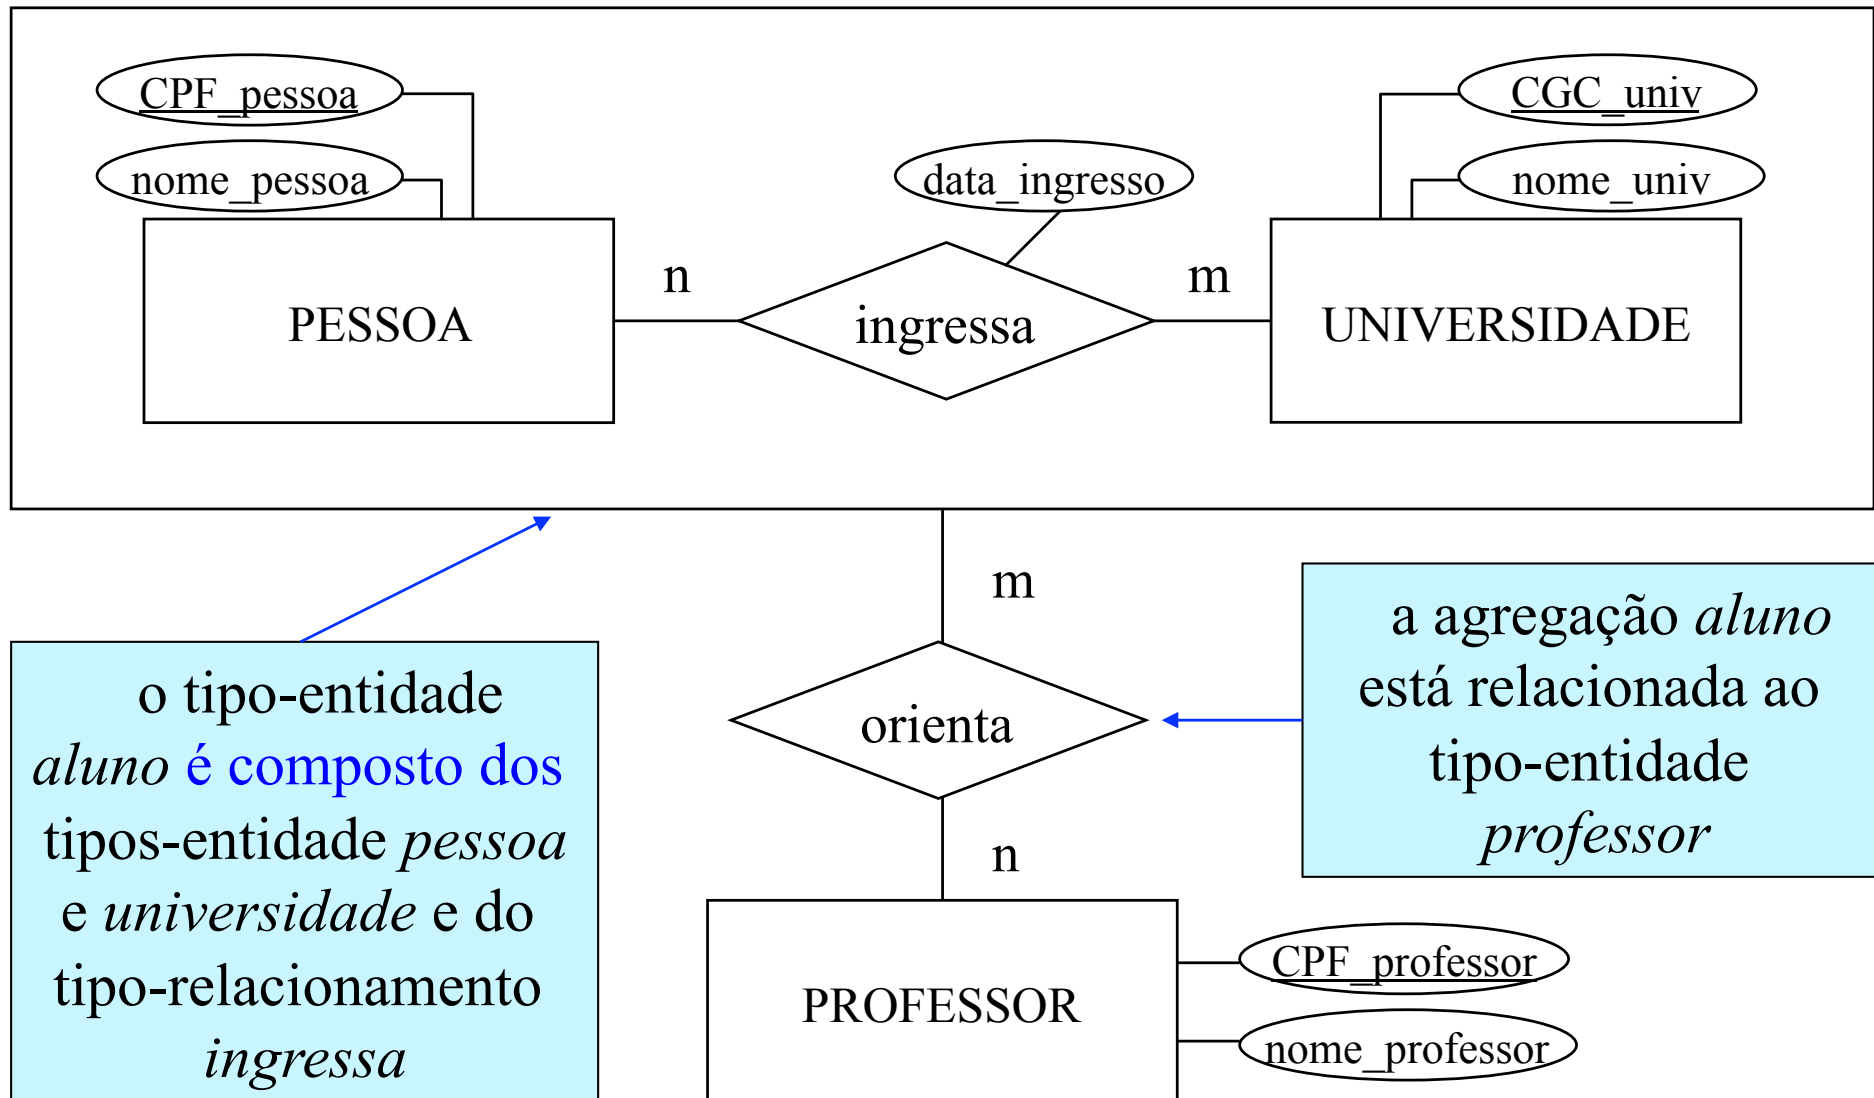 CPF_pessoa
CGC_univ
nome_pessoa
data_ingresso
nome_univ
PESSOA
n
ingressa
m
UNIVERSIDADE
m
o tipo-entidade
aluno é composto dos
tipos-entidade pessoa
e universidade e do
tipo-relacionamento
ingressa
a agregação aluno
está relacionada ao
tipo-entidade
professor
orienta
n
PROFESSOR
CPF_professor
nome_professor